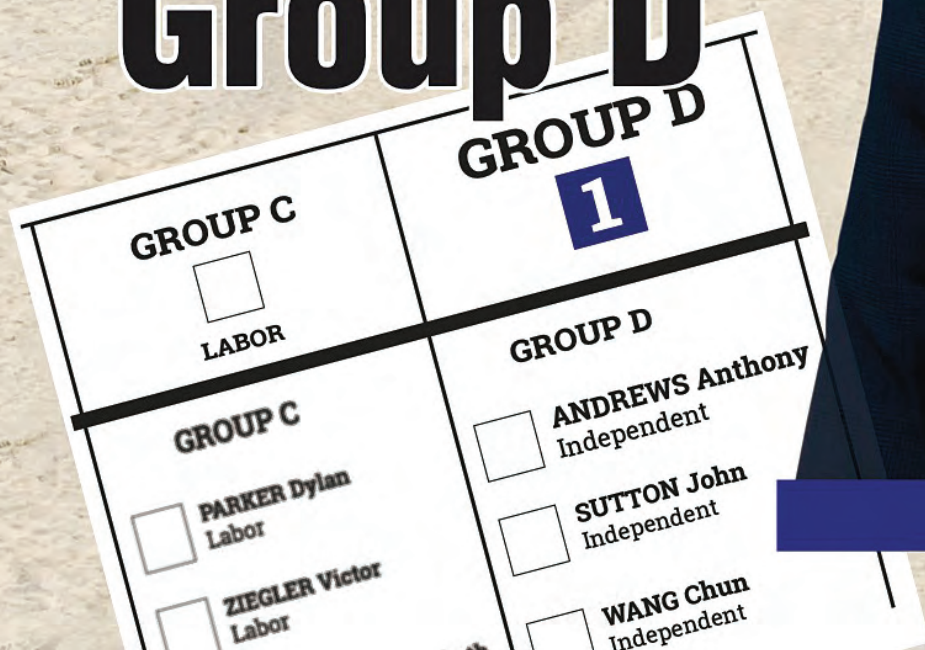 Group D
GROUP C
LABOR
GROUP D
1
GROUP C
PARKER Dylan
Labor
ZIEGLER Victor
Labor
GROUP D
ANDREWS Anthony
Independent
SUTTON John
Independent
WANG Chun
Independent